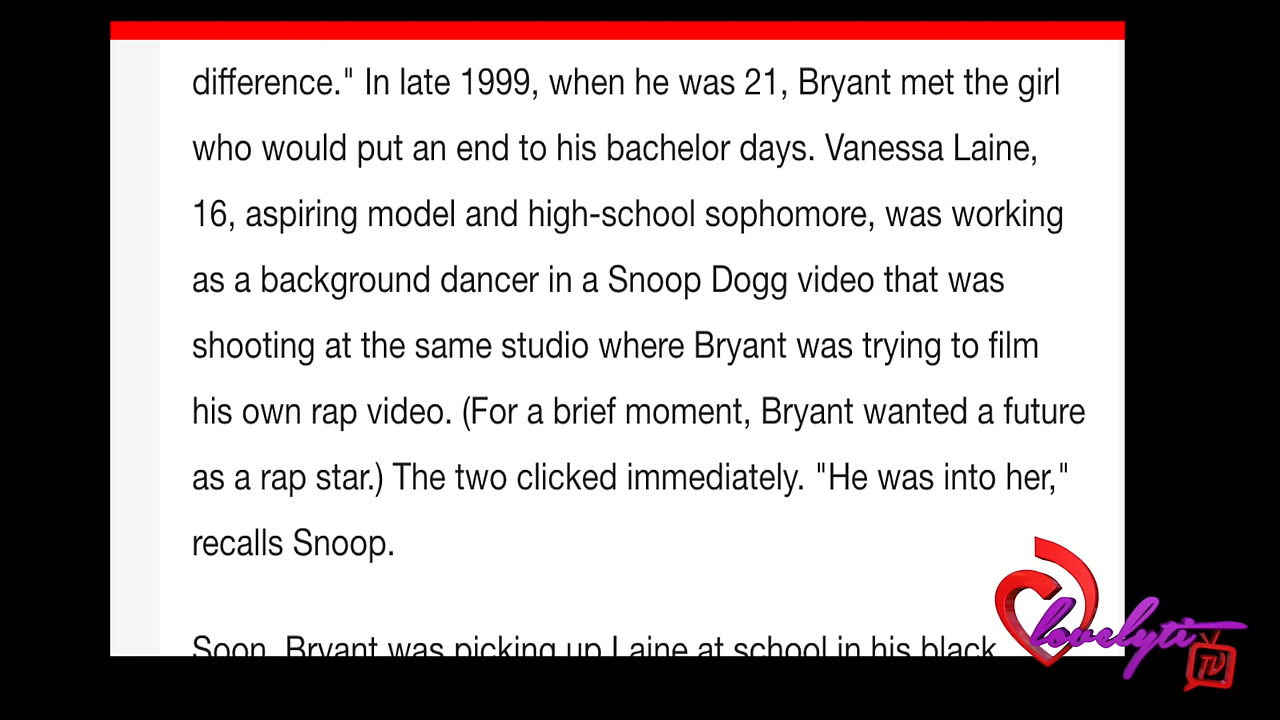 difference." In late 1999, when he was 21, Bryant met the girl
who would put an end to his bachelor days. Vanessa Laine,
16, aspiring model and high-school sophomore, was working
as a background dancer in a Snoop Dogg video that was
shooting at the same studio where Bryant was trying to film
his own rap video. (For a brief moment, Bryant wanted a future
as a rap star.) The two clicked immediately. "He was into her,"
recalls Snoop.
Soon, Bryant was picking up Laine at school in his black
lovelyti
TV